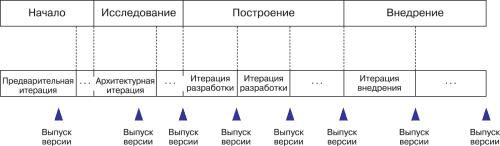 Начало Исследование Построение Внедрение
Предварительная итерация ... Архитектурная итерация ... Итерация разработки Итерация разработки ... Итерация внедрения ...
Выпуск версии Выпуск версии Выпуск версии Выпуск версии Выпуск версии Выпуск версии Выпуск версии Выпуск версии